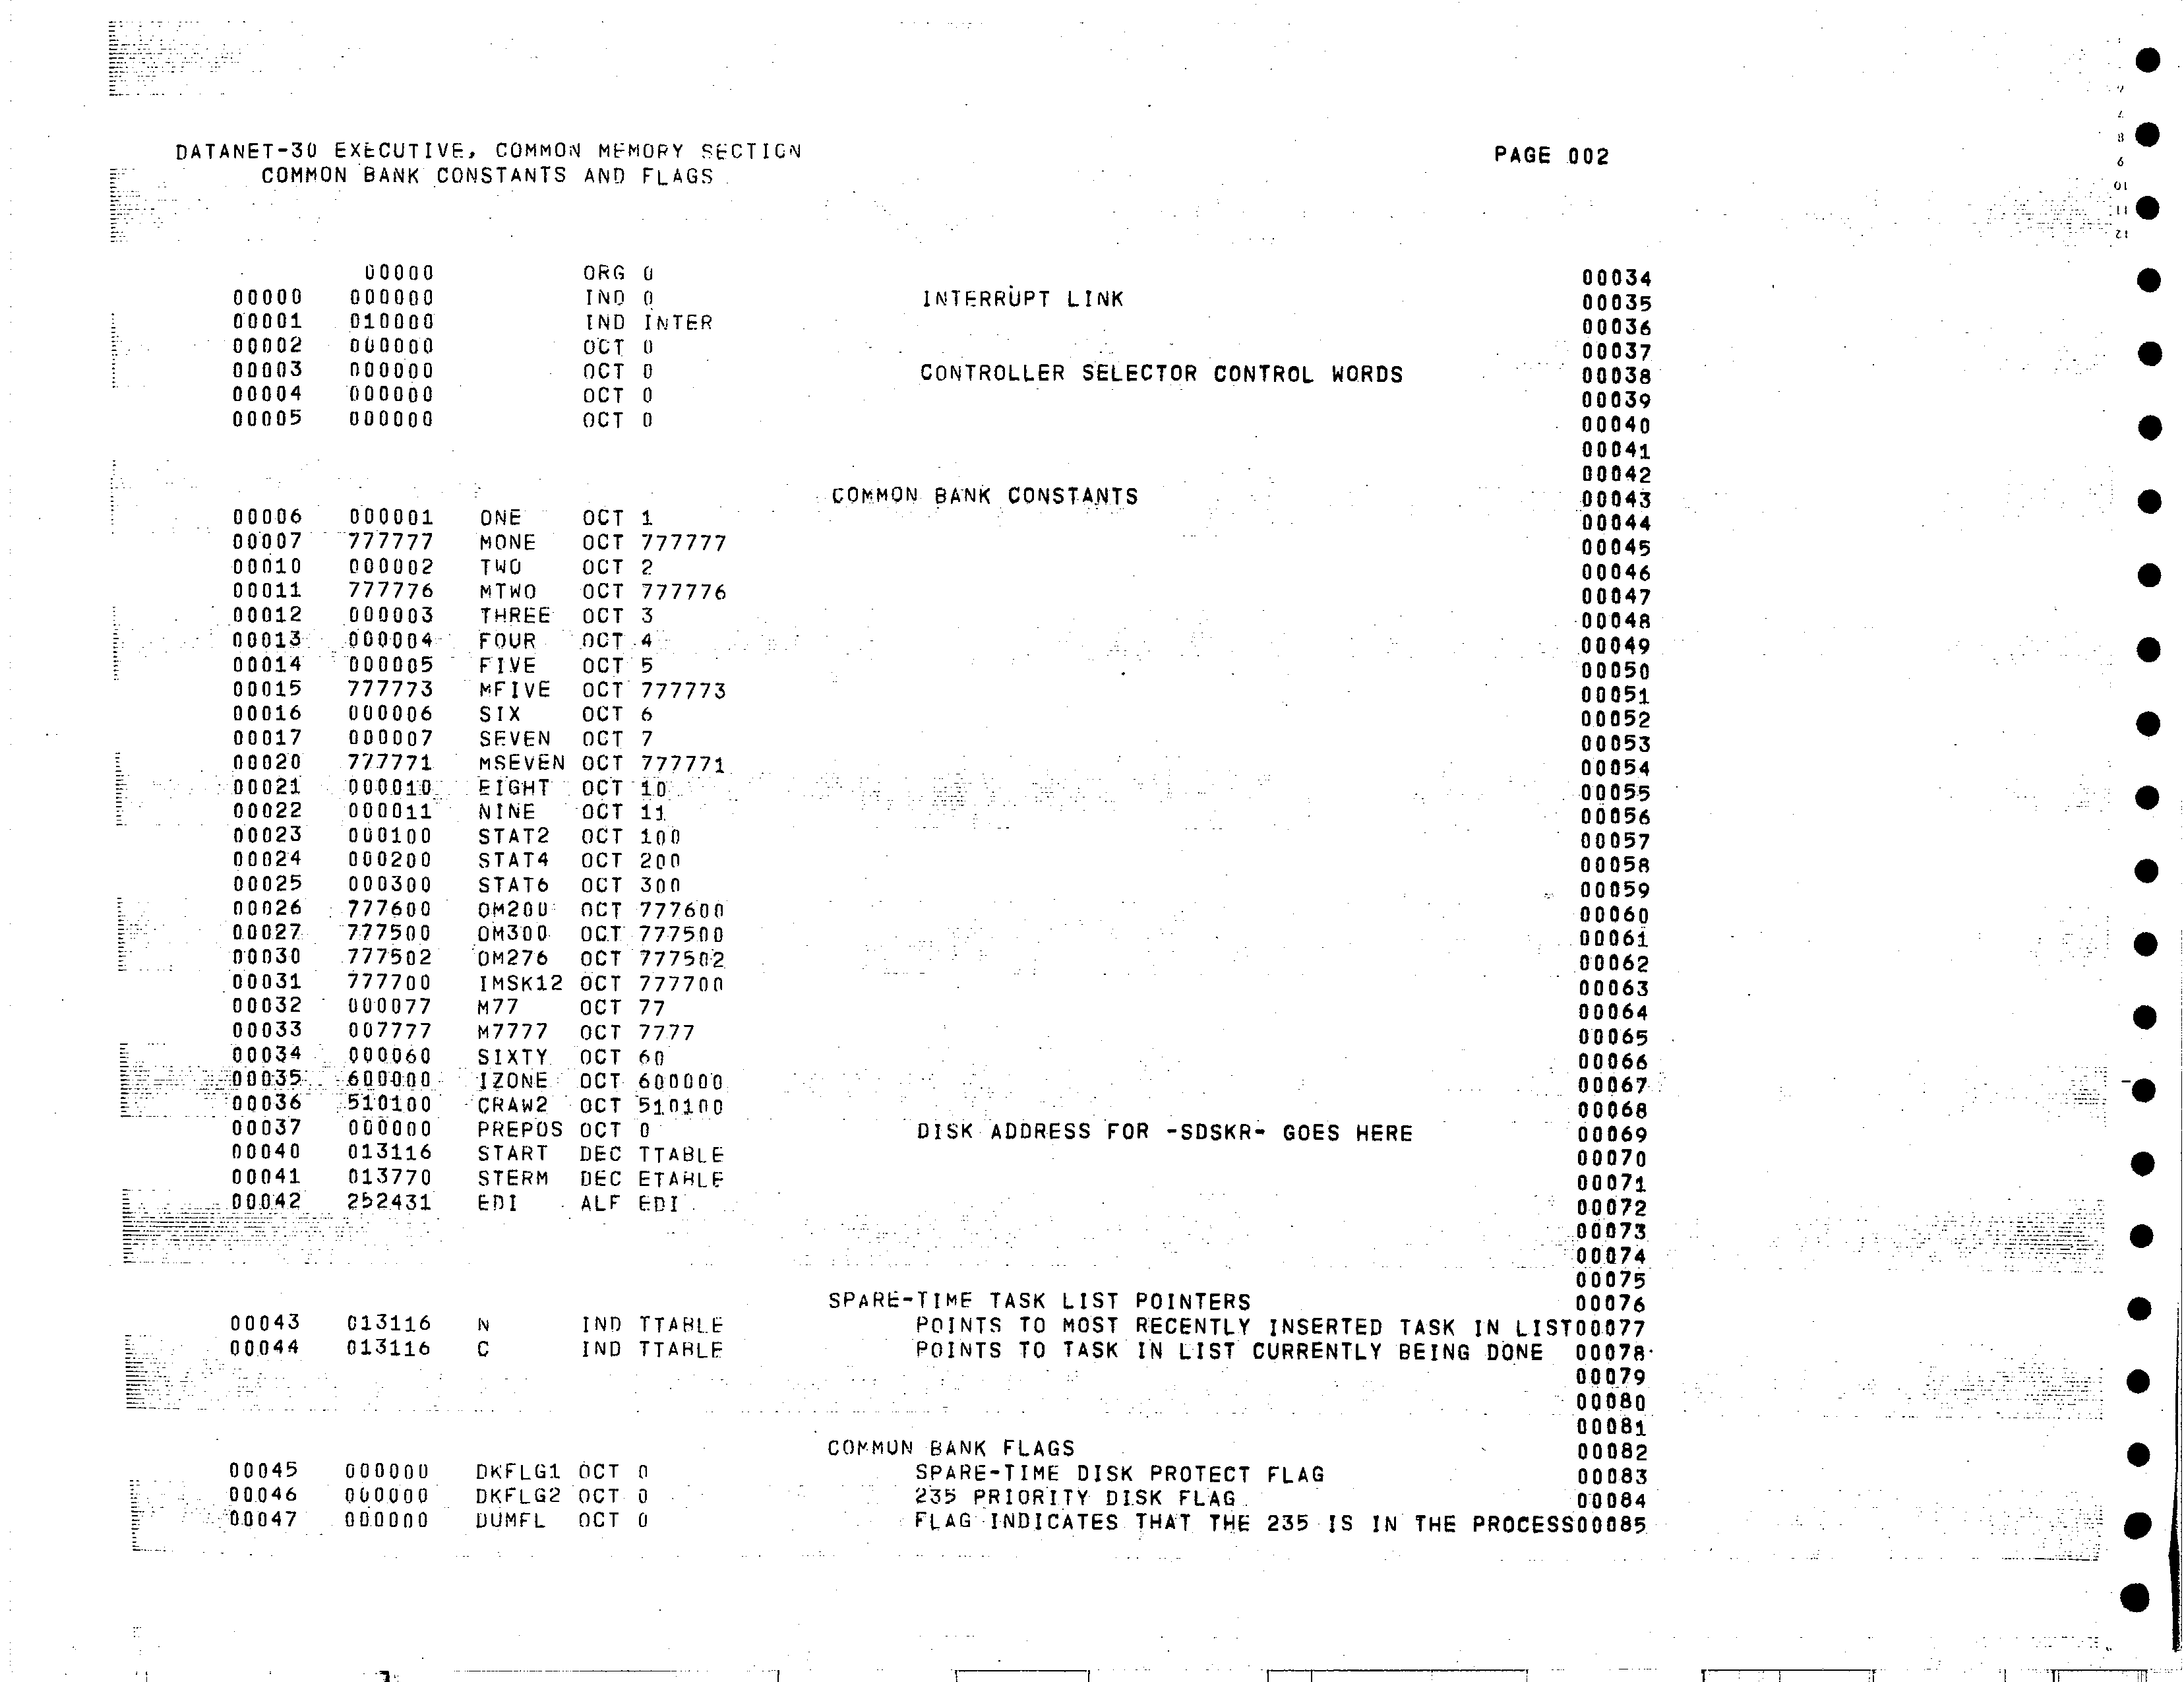 DATANET-30 EXECUTIVE, COMMON MEMORY SECTION PAGE 002
COMMON BANK CONSTANTS AND FLAGS
00000 ORG 0 00034
00000 000000 IND 0 INTERRUPT LINK 00035
00001 010000 IND INTER 00036
00002 000000 OCT 0 00037
00003 000000 OCT 0 CONTROLLER SELECTOR CONTROL WORDS 00038
00004 000000 OCT 0 00039
00005 000000 OCT 0 00040
00041
00042
COMMON BANK CONSTANTS 00043
00006 000001 ONE OCT 1 00044
00007 777777 MONE OCT 777777 00045
00010 000002 TWO OCT 2 00046
00011 777776 MTWO OCT 777776 00047
00012 000003 THREE OCT 3 00048
00013 000004 FOUR OCT 4 00049
00014 000005 FIVE OCT 5 00050
00015 777773 MFIVE OCT 777773 00051
00016 000006 SIX OCT 6 00052
00017 000007 SEVEN OCT 7 00053
00020 777771 MSEVEN OCT 777771 00054
00021 000010 EIGHT OCT 10 00055
00022 000011 NINE OCT 11 00056
00023 000100 STAT2 OCT 100 00057
00024 000200 STAT4 OCT 200 00058
00025 000300 STAT6 OCT 300 00059
00026 777600 OM200 OCT 777600 00060
00027 777500 OM300 OCT 777500 00061
00030 777502 OM276 OCT 777502 00062
00031 777700 IMSK12 OCT 777700 00063
00032 000077 M77 OCT 77 00064
00033 007777 M7777 OCT 7777 00065
00034 000060 SIXTY OCT 60 00066
00035 600000 IZONE OCT 600000 00067
00036 510100 CRAW2 OCT 510100 00068
00037 000000 PREPOS OCT 0 DISK ADDRESS FOR -SDSKR- GOES HERE 00069
00040 013116 START DEC TTABLE 00070
00041 013770 STERM DEC ETABLE 00071
00042 252431 EDI ALF EDI 00072
00073
00074
00075
SPARE-TIME TASK LIST POINTERS 00076
00043 013116 N IND TTABLE POINTS TO MOST RECENTLY INSERTED TASK IN LIST00077
00044 013116 C IND TTABLE POINTS TO TASK IN LIST CURRENTLY BEING DONE 00078
00079
00080
00081
COMMON BANK FLAGS 00082
00045 000000 DKFLG1 OCT 0 SPARE-TIME DISK PROTECT FLAG 00083
00046 000000 DKFLG2 OCT 0 235 PRIORITY DISK FLAG 00084
00047 000000 DUMFL OCT 0 FLAG INDICATES THAT THE 235 IS IN THE PROCESS00085